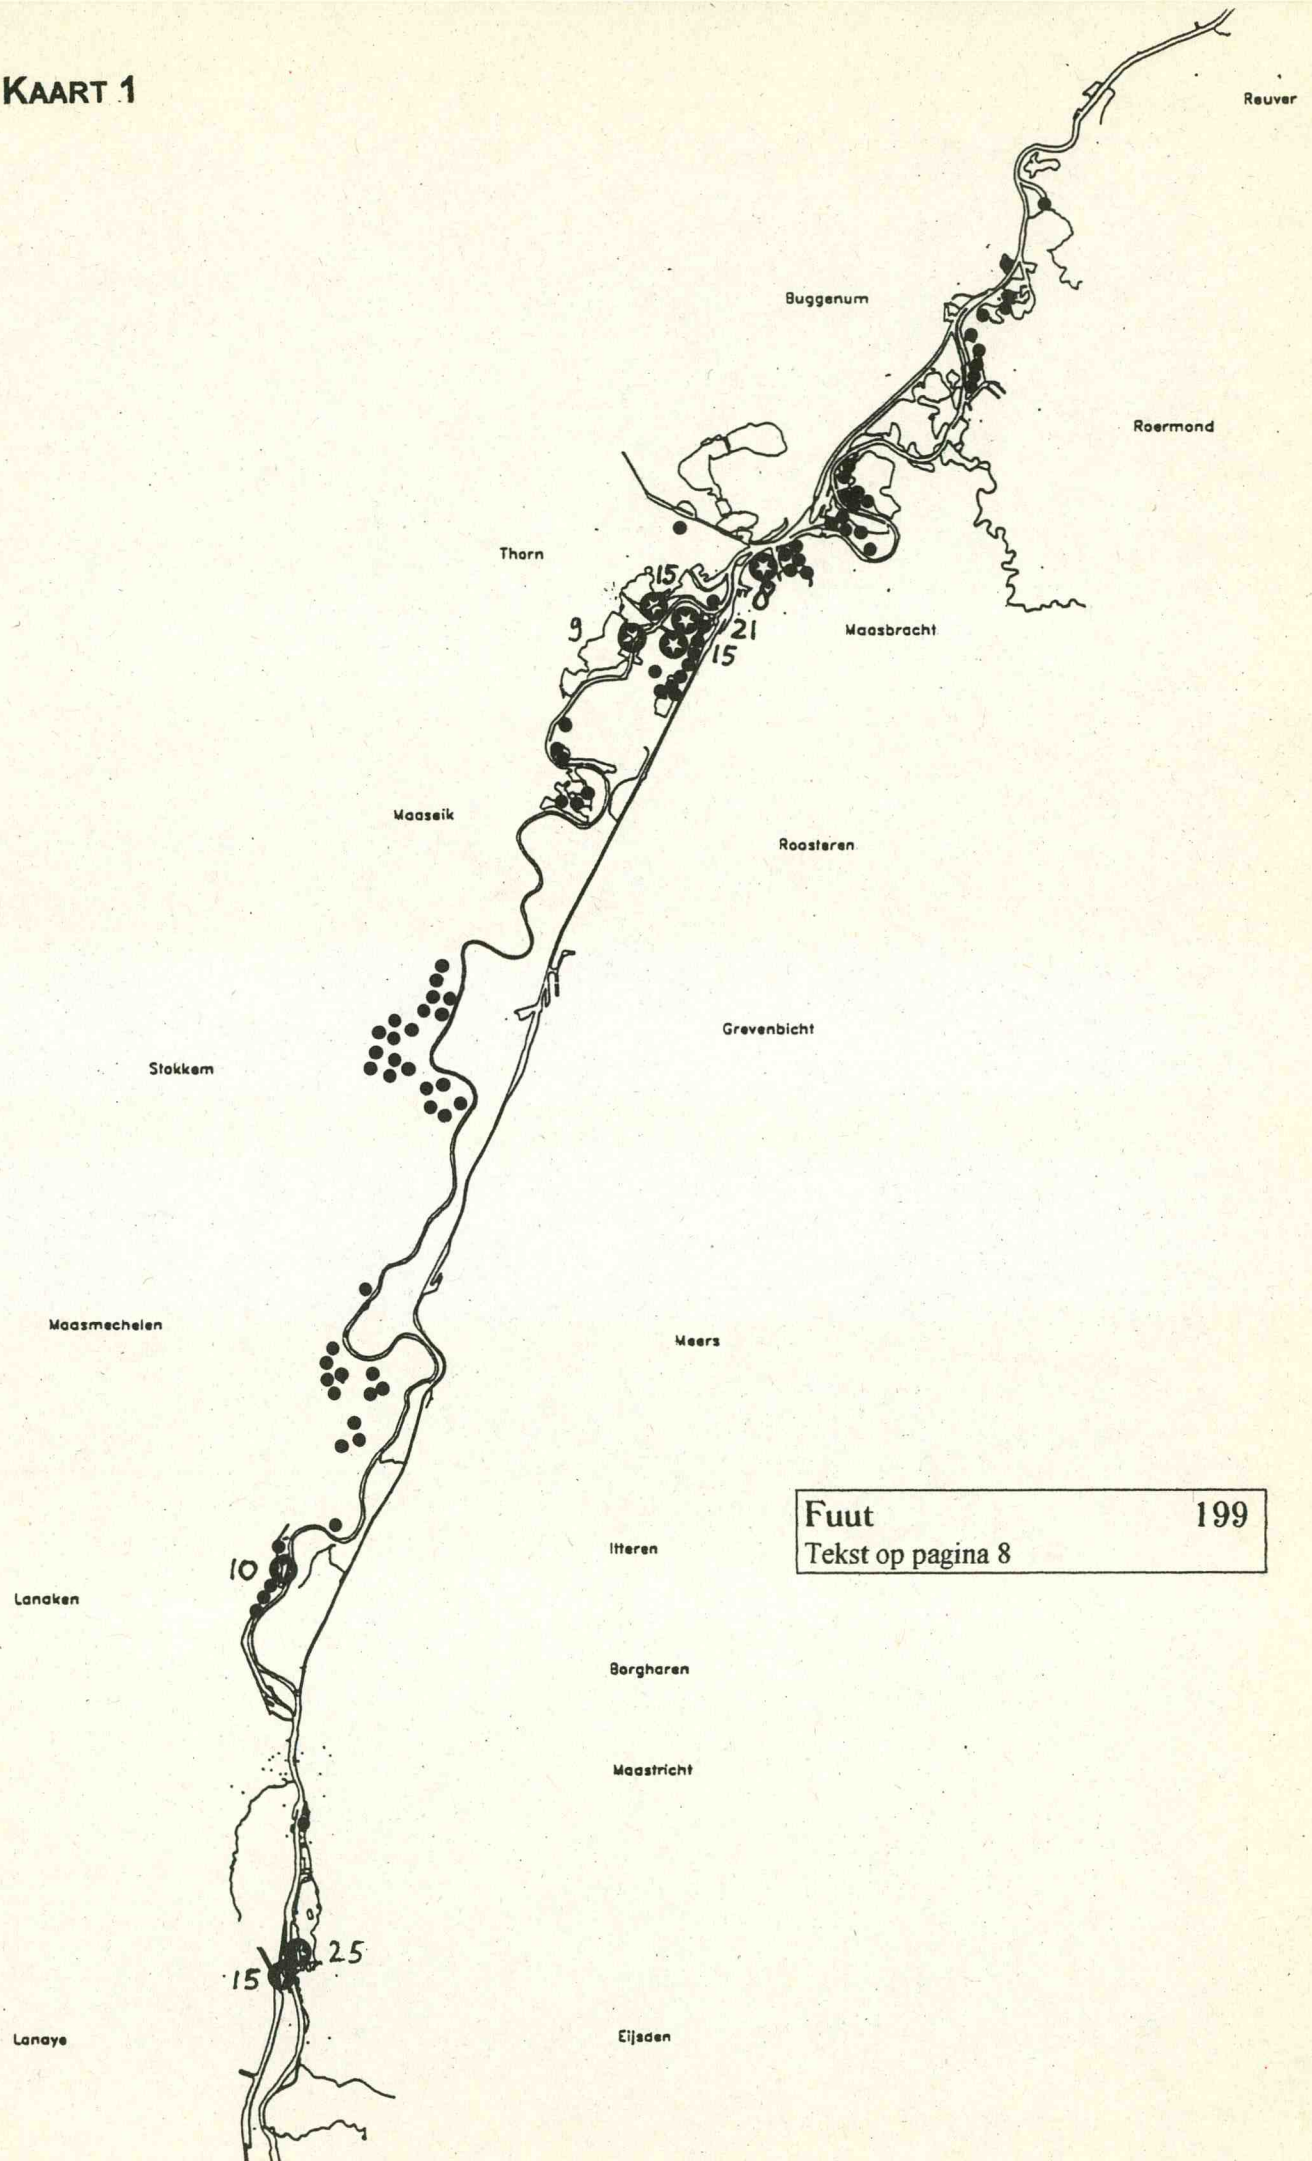 KAART 1
Reuver
Buggenum
Roermond
Thorn
15
8
9
21
Maasbracht
15
Maaseik
Roosteren
Grevenbicht
Stokkem
Maasmechelen
Meers
Fuut 199
Tekst op pagina 8
Itteren
10
Lanaken
Borgharen
Maastricht
25
15
Lanaye
Eijsden